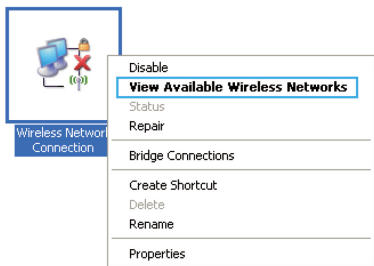 Disable
View Available Wireless Networks
Status
Repair
Wireless Network
Connection
Bridge Connections
Create Shortcut
Delete
Rename
Properties